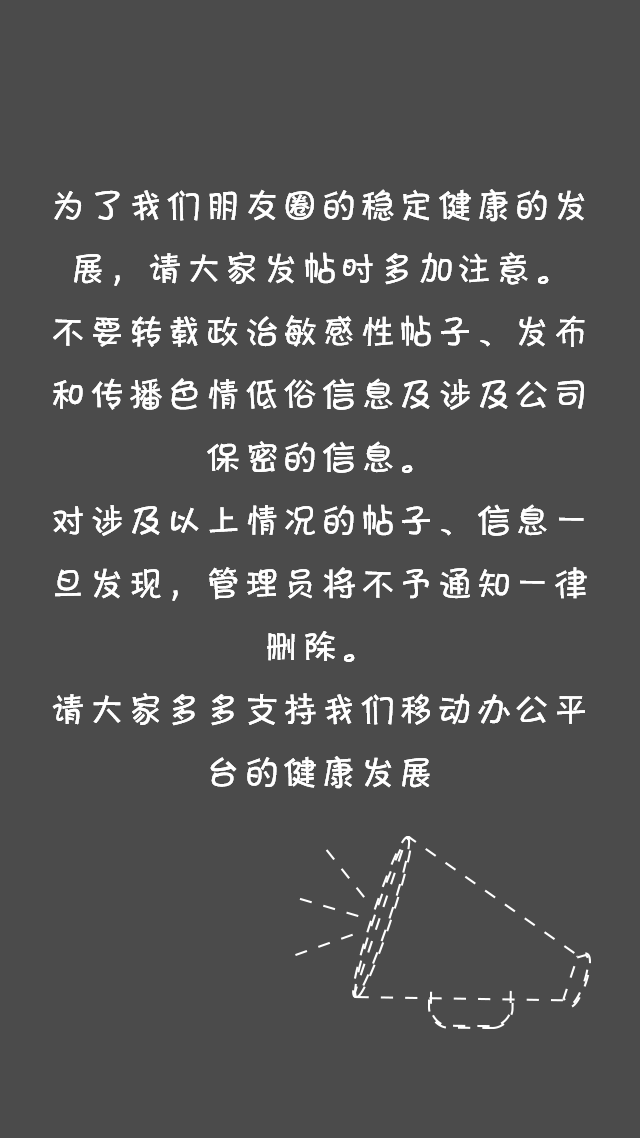 为了我们朋友圈的稳定健康的发
展，请大家发帖时多加注意。
不要转载政治敏感性帖子、发布
和传播色情低俗信息及涉及公司
保密的信息。
对涉及以上情况的帖子、信息一
旦发现，管理员将不予通知一律
删除。
请大家多多支持我们移动办公平
台的健康发展